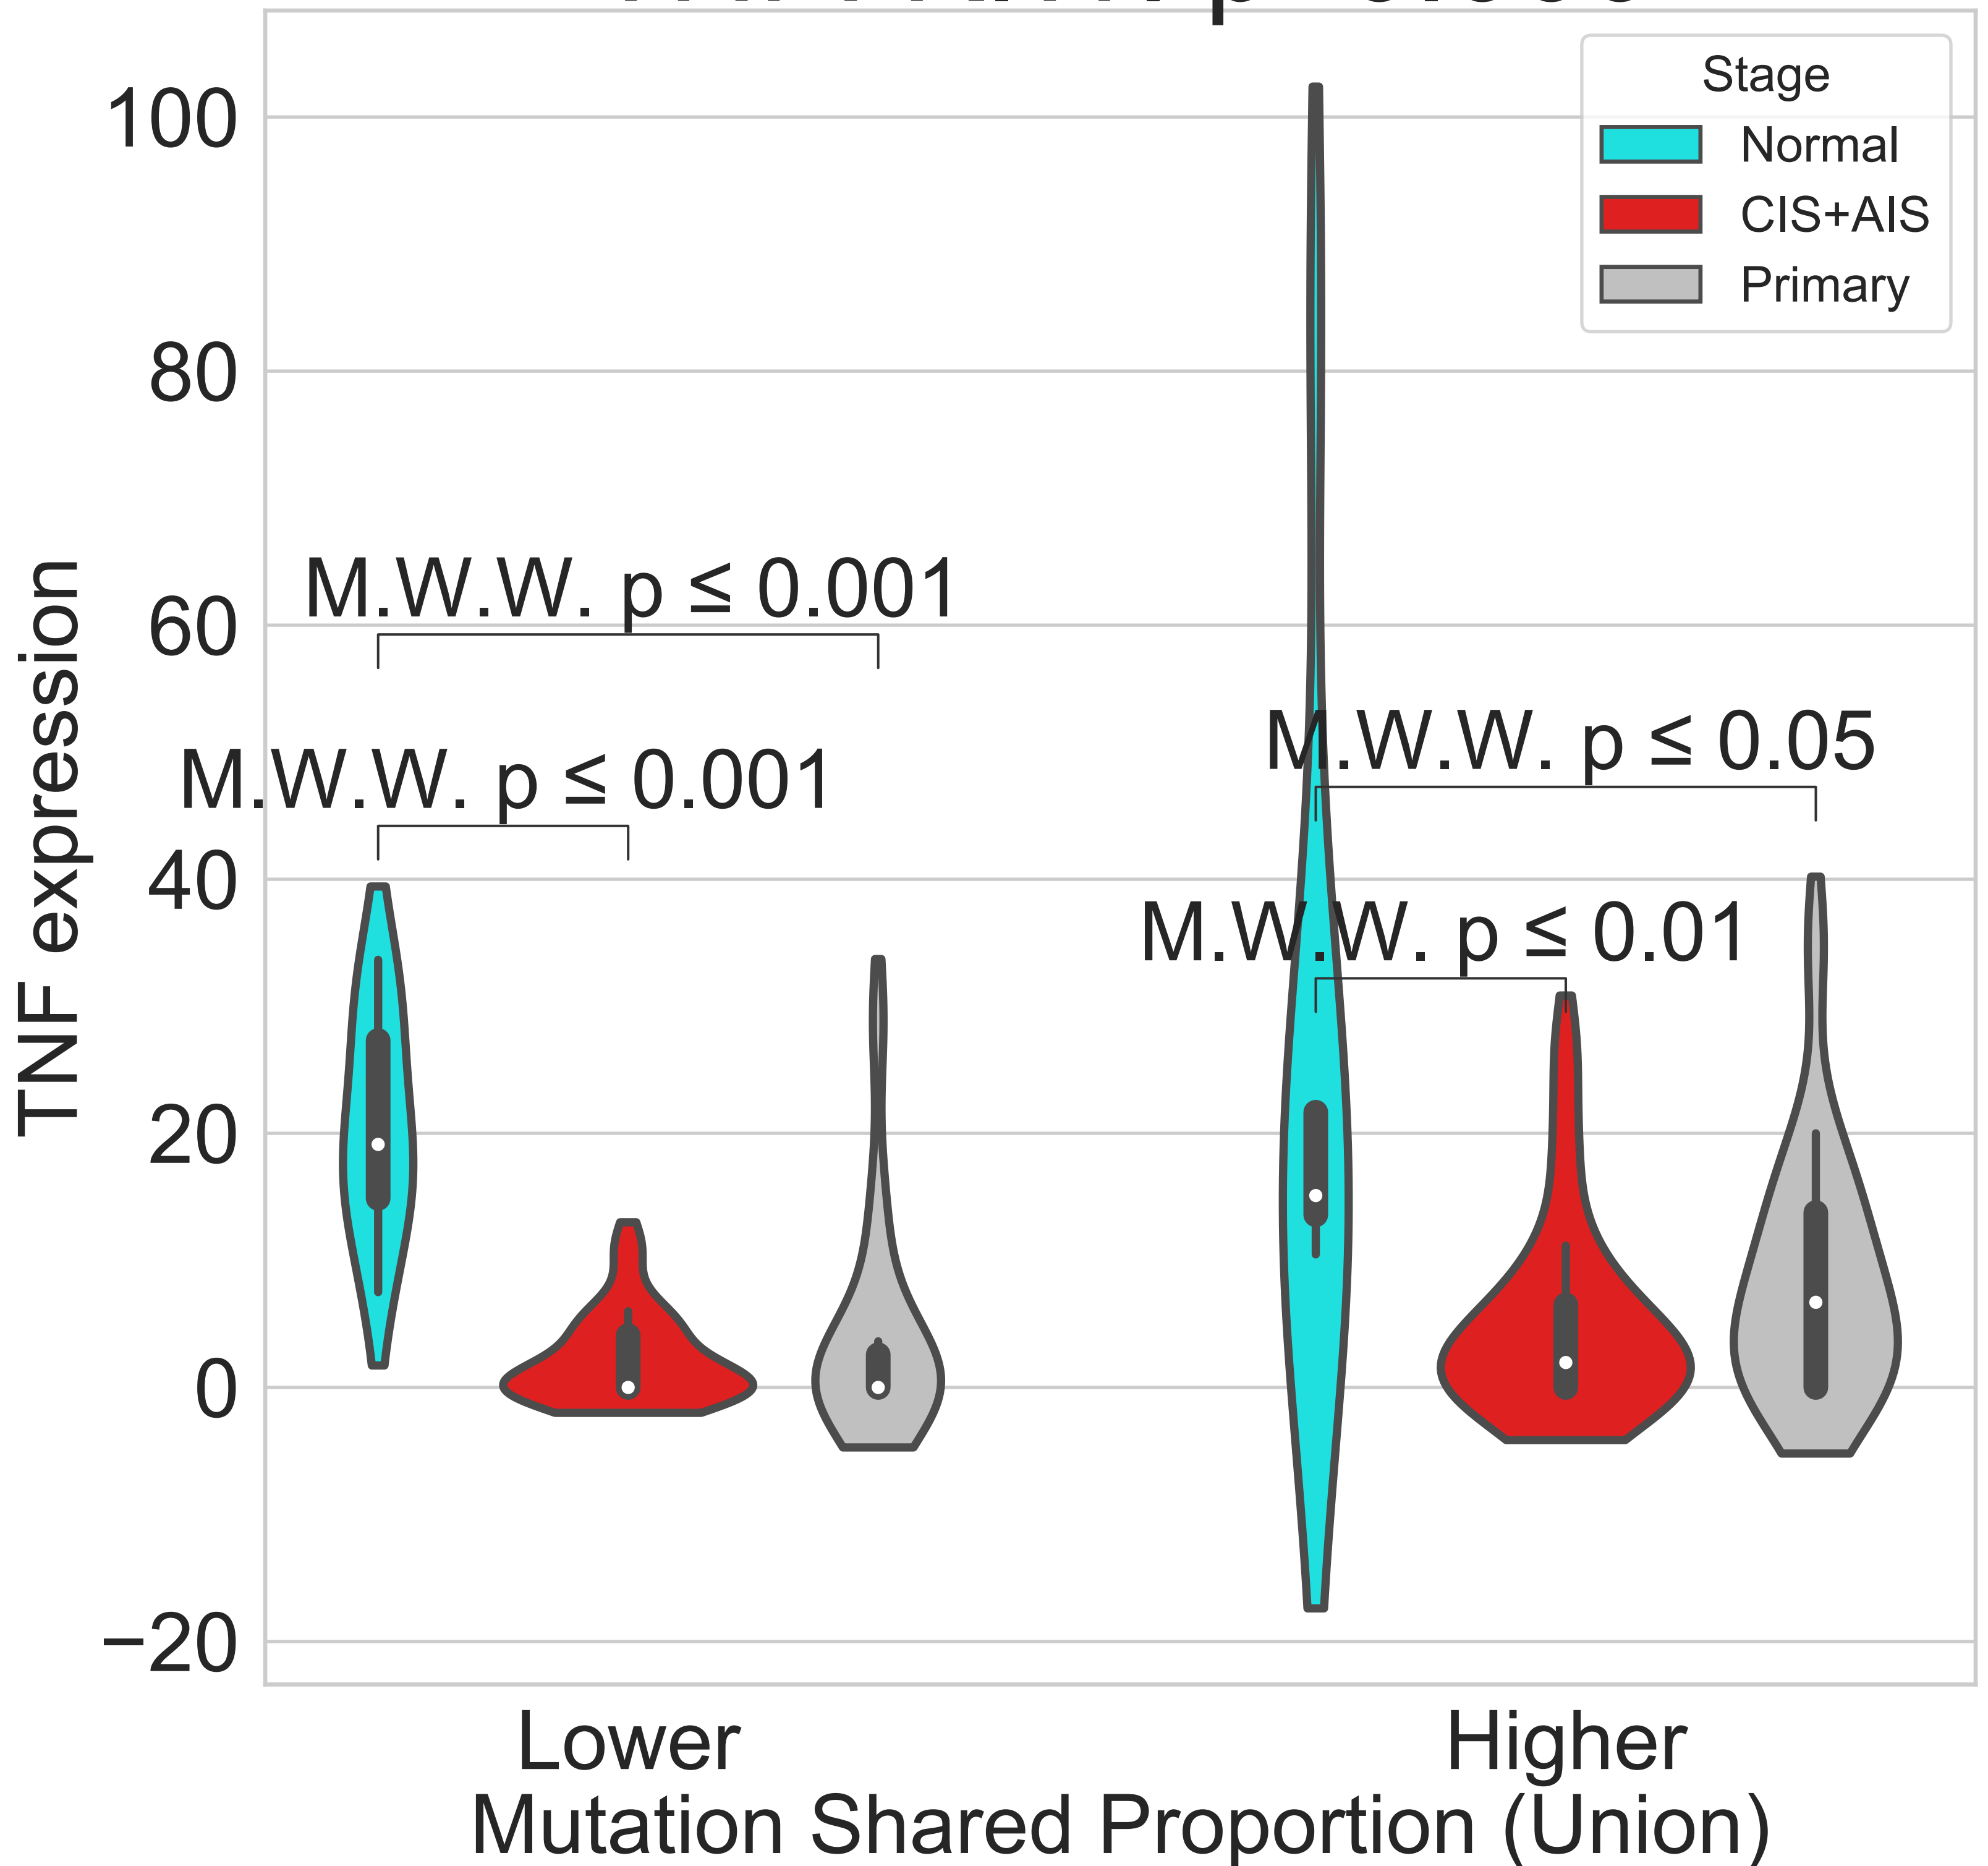 Stage
Normal
CIS+AIS
Primary
100
80
60
40
20
0
−20
TNF expression
M.W.W. p ≤ 0.001
M.W.W. p ≤ 0.001
M.W.W. p ≤ 0.05
M.W.W. p ≤ 0.01
Lower
Higher
Mutation Shared Proportion (Union)